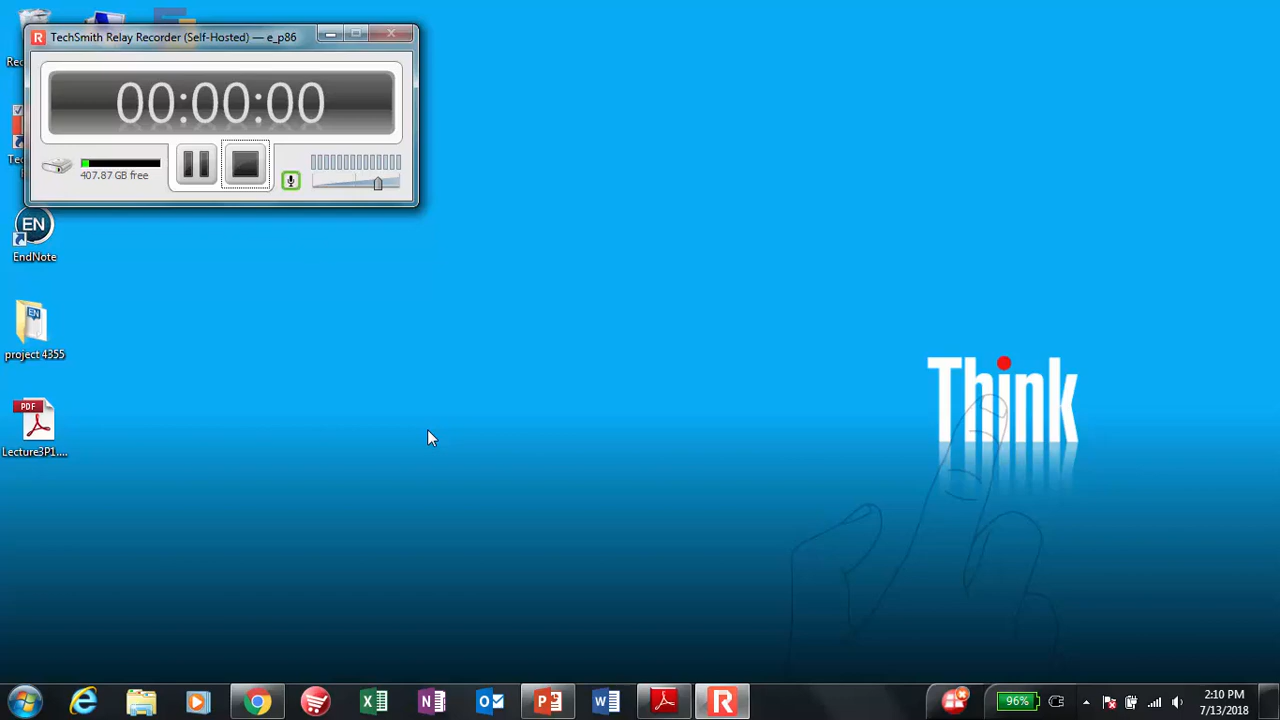 TechSmith Relay Recorder (Self-Hosted) — e_p86
00:00:00
407.87 GB free
EN
EndNote
EN
project 4355
PDF
Lecture3P1....
Think
96%
2:10 PM
7/13/2018